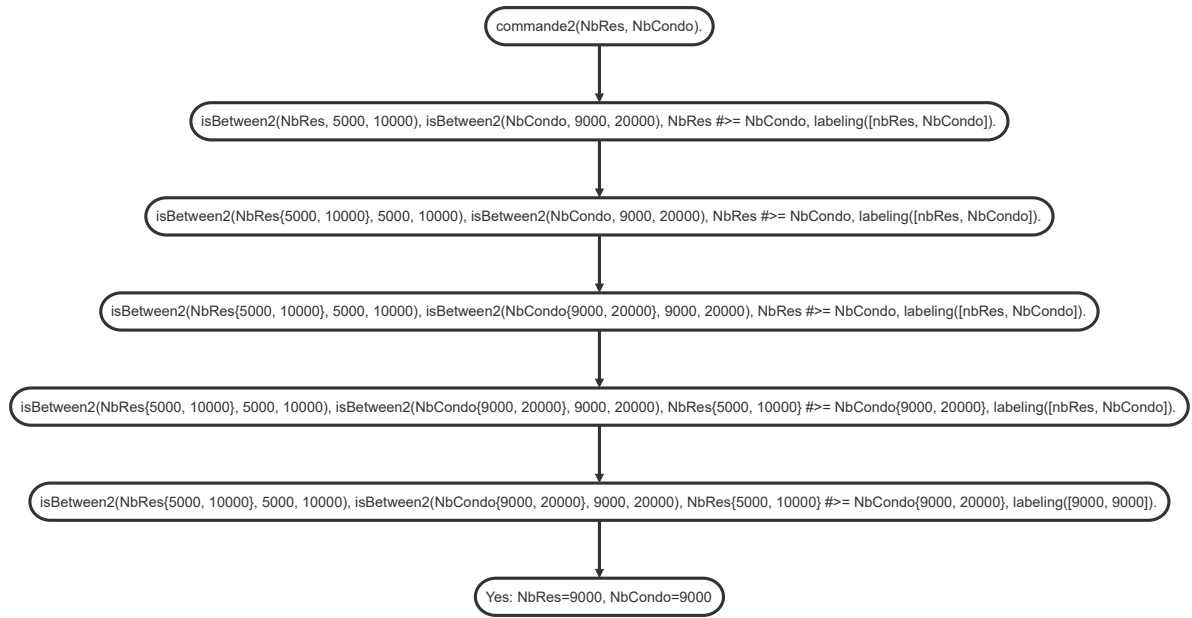 commande2(NbRes, NbCondo).
isBetween2(NbRes, 5000, 10000), isBetween2(NbCondo, 9000, 20000), NbRes #>= NbCondo, labeling([nbRes, NbCondo]).
isBetween2(NbRes{5000, 10000}, 5000, 10000), isBetween2(NbCondo, 9000, 20000), NbRes #>= NbCondo, labeling([nbRes, NbCondo]).
isBetween2(NbRes{5000, 10000}, 5000, 10000), isBetween2(NbCondo{9000, 20000}, 9000, 20000), NbRes #>= NbCondo, labeling([nbRes, NbCondo]).
isBetween2(NbRes{5000, 10000}, 5000, 10000), isBetween2(NbCondo{9000, 20000}, 9000, 20000), NbRes{5000, 10000} #>= NbCondo{9000, 20000}, labeling([nbRes, NbCondo]).
isBetween2(NbRes{5000, 10000}, 5000, 10000), isBetween2(NbCondo{9000, 20000}, 9000, 20000), NbRes{5000, 10000} #>= NbCondo{9000, 20000}, labeling([9000, 9000]).
Yes: NbRes=9000, NbCondo=9000